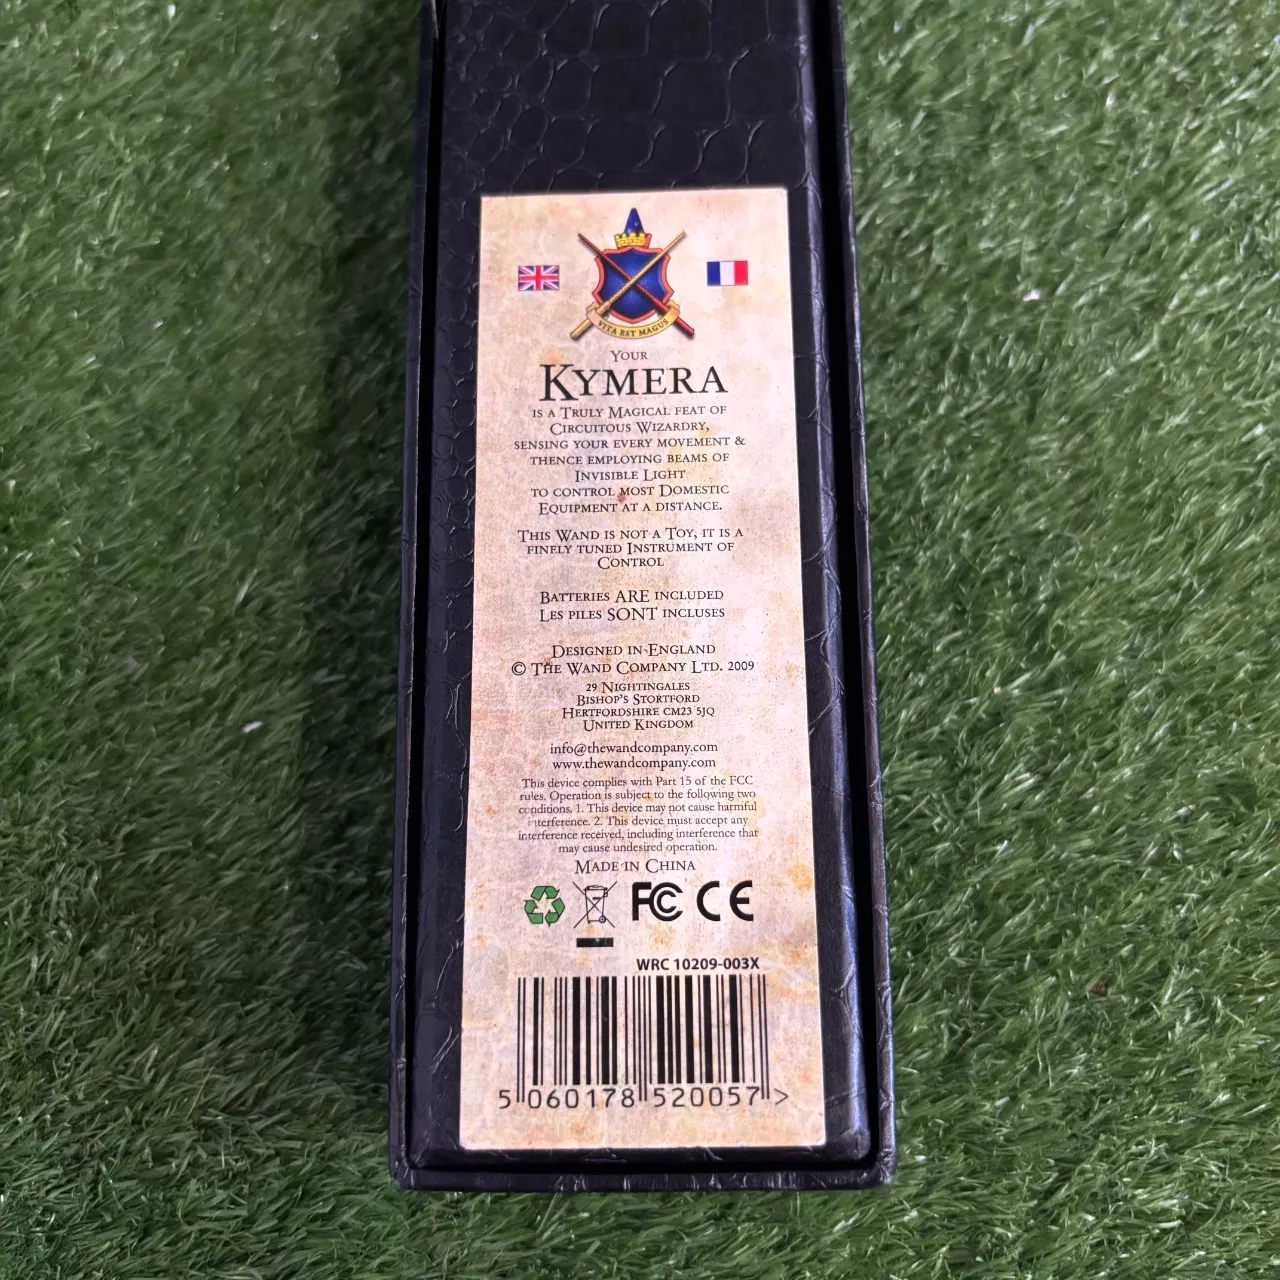 VITA EST MAGUS
YOUR
KYMERA
IS A TRULY MAGICAL FEAT OF
CIRCUITOUS WIZARDRY,
SENSING YOUR EVERY MOVEMENT &
THENCE EMPLOYING BEAMS OF
INVISIBLE LIGHT
TO CONTROL MOST DOMESTIC
EQUIPMENT AT A DISTANCE.
THIS WAND IS NOT A TOY, IT IS A
FINELY TUNED INSTRUMENT OF
CONTROL
BATTERIES ARE INCLUDED
LES PILES SONT INCLUSES
DESIGNED IN ENGLAND
© THE WAND COMPANY LTD. 2009
29 NIGHTINGALES
BISHOP'S STORTFORD
HERTFORDSHIRE CM23 5JQ
UNITED KINGDOM
info@thewandcompany.com
www.thewandcompany.com
This device complies with Part 15 of the FCC
rules. Operation is subject to the following two
conditions. 1. This device may not cause harmful
interference. 2. This device must accept any
interference received, including interference that
may cause undesired operation.
MADE IN CHINA
FC CE
WRC 10209-003X
5 060178 520057 >